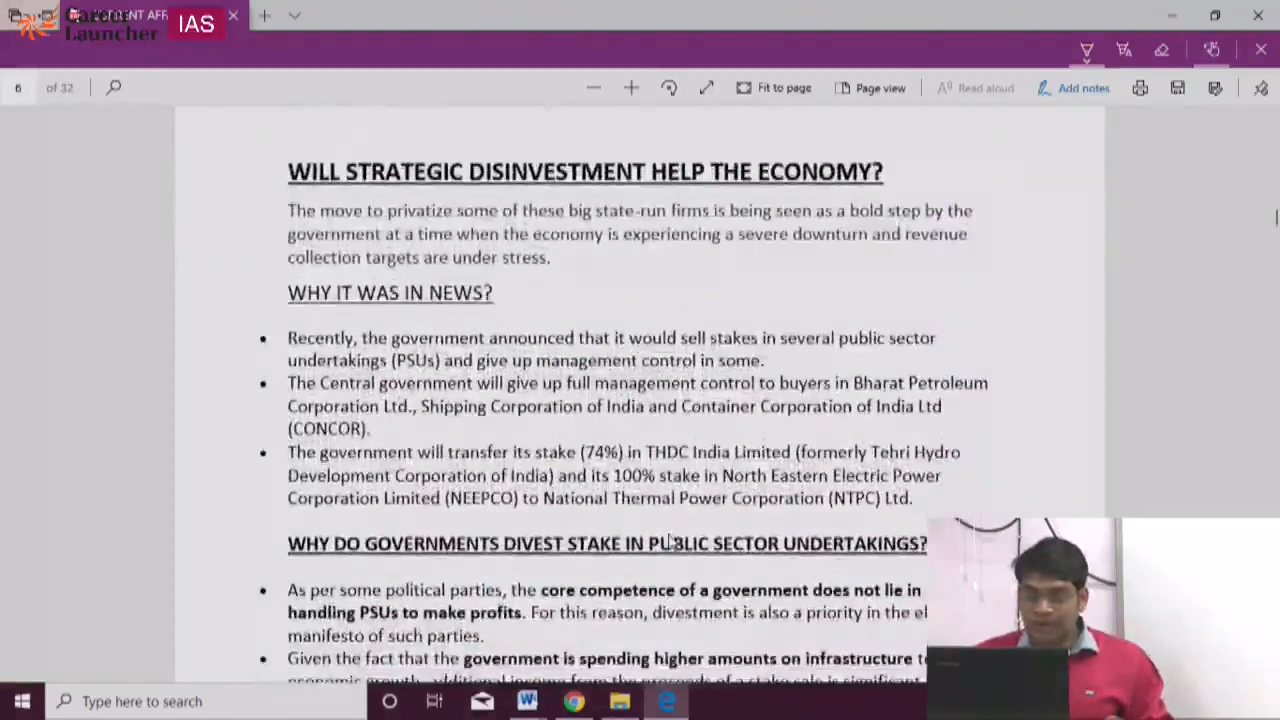 Career
Launcher
IAS
6 of 32
Fit to page
Page view
Read aloud
Add notes
WILL STRATEGIC DISINVESTMENT HELP THE ECONOMY?
The move to privatize some of these big state-run firms is being seen as a bold step by the
government at a time when the economy is experiencing a severe downturn and revenue
collection targets are under stress.
WHY IT WAS IN NEWS?
• Recently, the government announced that it would sell stakes in several public sector
undertakings (PSUs) and give up management control in some.
• The Central government will give up full management control to buyers in Bharat Petroleum
Corporation Ltd., Shipping Corporation of India and Container Corporation of India Ltd
(CONCOR).
• The government will transfer its stake (74%) in THDC India Limited (formerly Tehri Hydro
Development Corporation of India) and its 100% stake in North Eastern Electric Power
Corporation Limited (NEEPCO) to National Thermal Power Corporation (NTPC) Ltd.
WHY DO GOVERNMENTS DIVEST STAKE IN PUBLIC SECTOR UNDERTAKINGS?
• As per some political parties, the core competence of a government does not lie in
handling PSUs to make profits. For this reason, divestment is also a priority in the
manifesto of such parties.
• Given the fact that the government is spending higher amounts on infrastructure
Type here to search